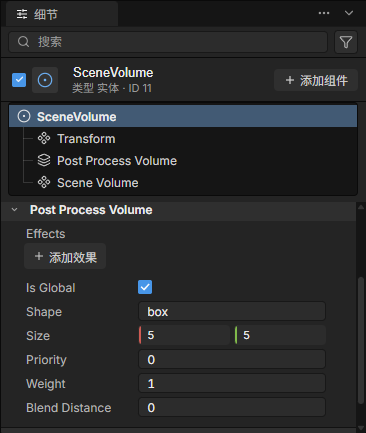 细节
搜索
SceneVolume
类型 实体 · ID 11
添加组件
SceneVolume
Transform
Post Process Volume
Scene Volume
Post Process Volume
Effects
添加效果
Is Global
Shape box
Size 5 5
Priority 0
Weight 1
Blend Distance 0